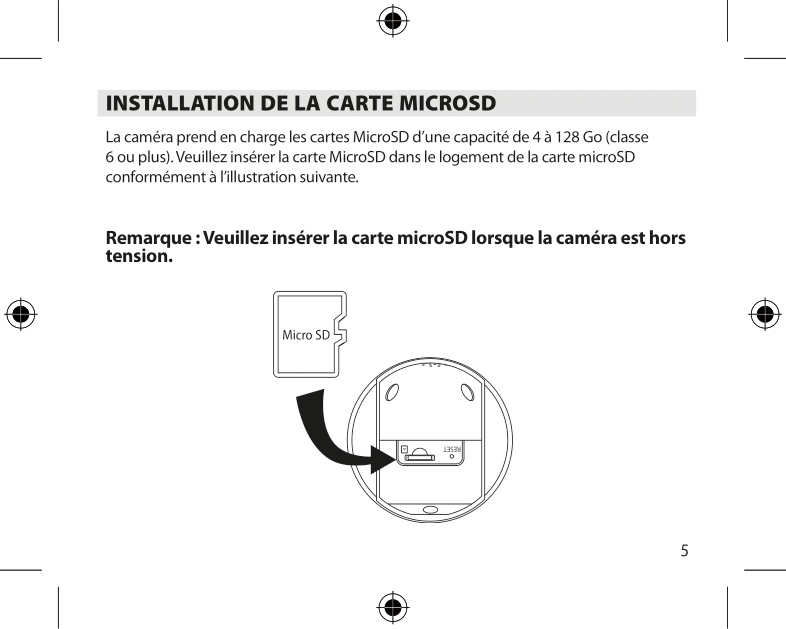 INSTALLATION DE LA CARTE MICROSD
La caméra prend en charge les cartes MicroSD d’une capacité de 4 à 128 Go (classe
6 ou plus). Veuillez insérer la carte MicroSD dans le logement de la carte microSD
conformément à l’illustration suivante.
Remarque : Veuillez insérer la carte microSD lorsque la caméra est hors
tension.
Micro SD
RESET
5